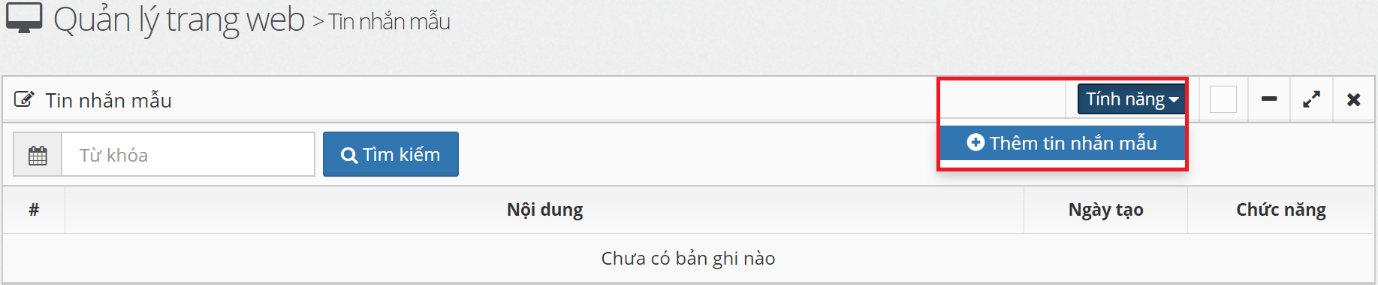 Quản lý trang web > Tin nhắn mẫu
Tin nhắn mẫu
Tính năng
Thêm tin nhắn mẫu
Từ khóa
Tìm kiếm
# Nội dung Ngày tạo Chức năng
Chưa có bản ghi nào